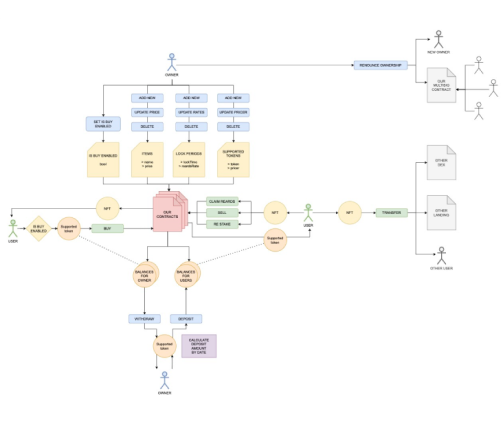 NEW OWNER
OWNER
RENOUNCE OWNERSHIP
OUR
MULTISIG
CONTRACT
ADD NEW
ADD NEW
ADD NEW
UPDATE PRICE
UPDATE RATES
UPDATE PRICER
SET IS BUY
ENABLED
DELETE
DELETE
DELETE
IS BUY ENABLED
bool
ITEMS
+ name
+ price
LOCK PERIODS
+ lockTime
SUPPORTED
TOKENS
+ token
+ pricer
OTHER
DEX
CLAIM REWARDS
NFT
OUR
CONTRACTS
SELL
NFT
USER
NFT
TRANSFER
OTHER
LANDING
RE STAKE
USER
IS BUY
ENABLED
Supported
token
BUY
Supported
token
OTHER USER
BALANCES
FOR
OWNER
BALANCES
FOR
USERS
WITHDRAW
DEPOSIT
Supported
token
CALCULATE
DEPOSIT
AMOUNT
BY DATE
OWNER